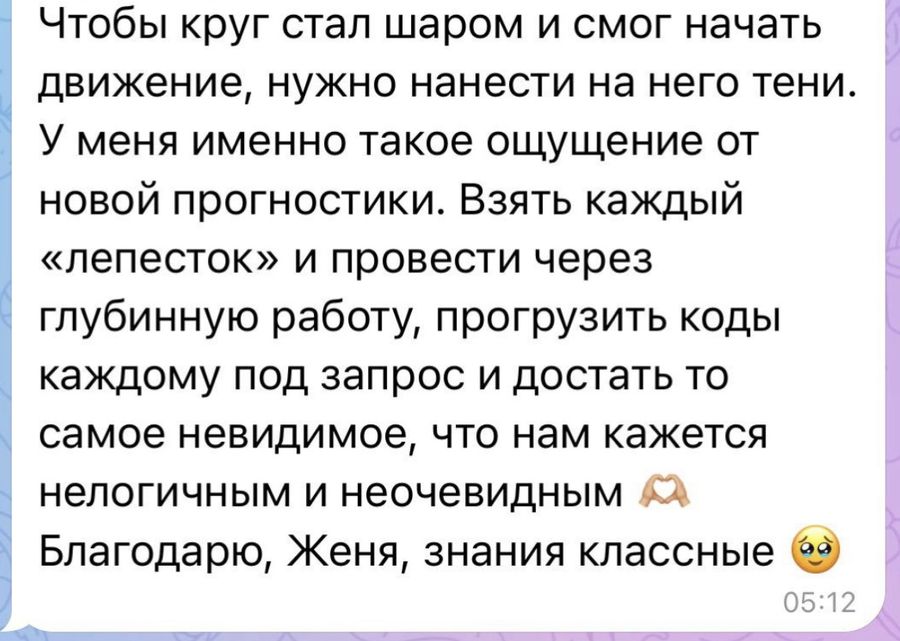 Чтобы круг стал шаром и смог начать
движение, нужно нанести на него тени.
У меня именно такое ощущение от
новой прогностики. Взять каждый
«лепесток» и провести через
глубинную работу, прогрузить коды
каждому под запрос и достать то
самое невидимое, что нам кажется
нелогичным и неочевидным 🫶🏼
Благодарю, Женя, знания классные 🥹
05:12